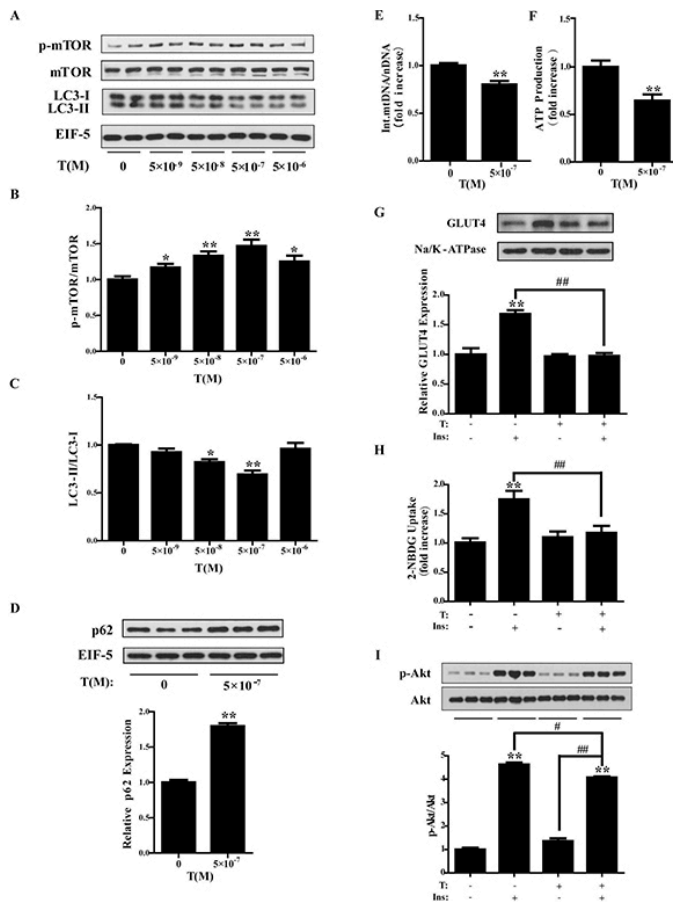 A
p-mTOR
mTOR
LC3-I
LC3-II
EIF-5
T(M) 0 5×10-9 5×10-8 5×10-7 5×10-6
B
p-mTOR/mTOR
2.0
1.5
1.0
0.5
0.0
* ** ** *
0 5×10-9 5×10-8 5×10-7 5×10-6
T(M)
C
LC3-II/LC3-I
1.5
1.0
0.5
0.0
* **
0 5×10-9 5×10-8 5×10-7 5×10-6
T(M)
D
p62
EIF-5
T(M): 0 5×10-7
Relative p62 Expression
2.0
1.5
1.0
0.5
0.0
**
0 5×10-7
T(M)
E
Int.mtDNA/nDNA
(fold increase)
1.5
1.0
0.5
0.0
**
0 5×10-7
T(M)
F
ATP Production
(fold increase)
1.5
1.0
0.5
0.0
**
0 5×10-7
T(M)
G
GLUT4
Na/K-ATPase
Relative GLUT4 Expression
2.0
1.5
1.0
0.5
0.0
##
**
T: - - + +
Ins: - + - +
H
2-NBDG Uptake
(fold increase)
2.0
1.5
1.0
0.5
0.0
##
**
T: - - + +
Ins: - + - +
I
p-Akt
Akt
p-Akt/Akt
5
4
2
1
0
#
##
** **
T: - - + +
Ins: - + - +